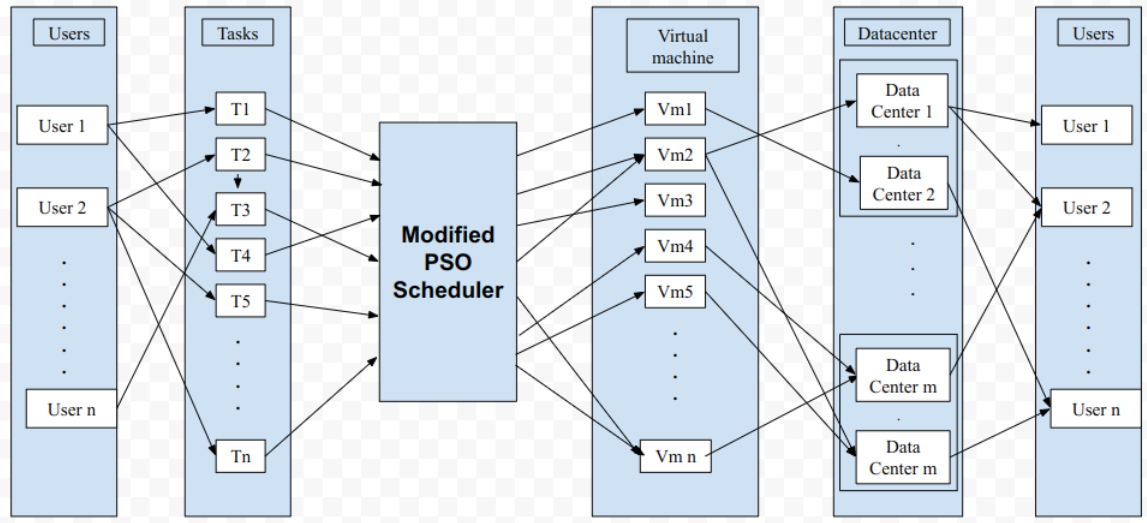 Users
User 1
User 2
User n
Tasks
T1
T2
T3
T4
T5
Tn
Modified
PSO
Scheduler
Virtual
machine
Vm1
Vm2
Vm3
Vm4
Vm5
Vm n
Datacenter
Data
Center 1
Data
Center 2
Data
Center m
Data
Center m
Users
User 1
User 2
User n